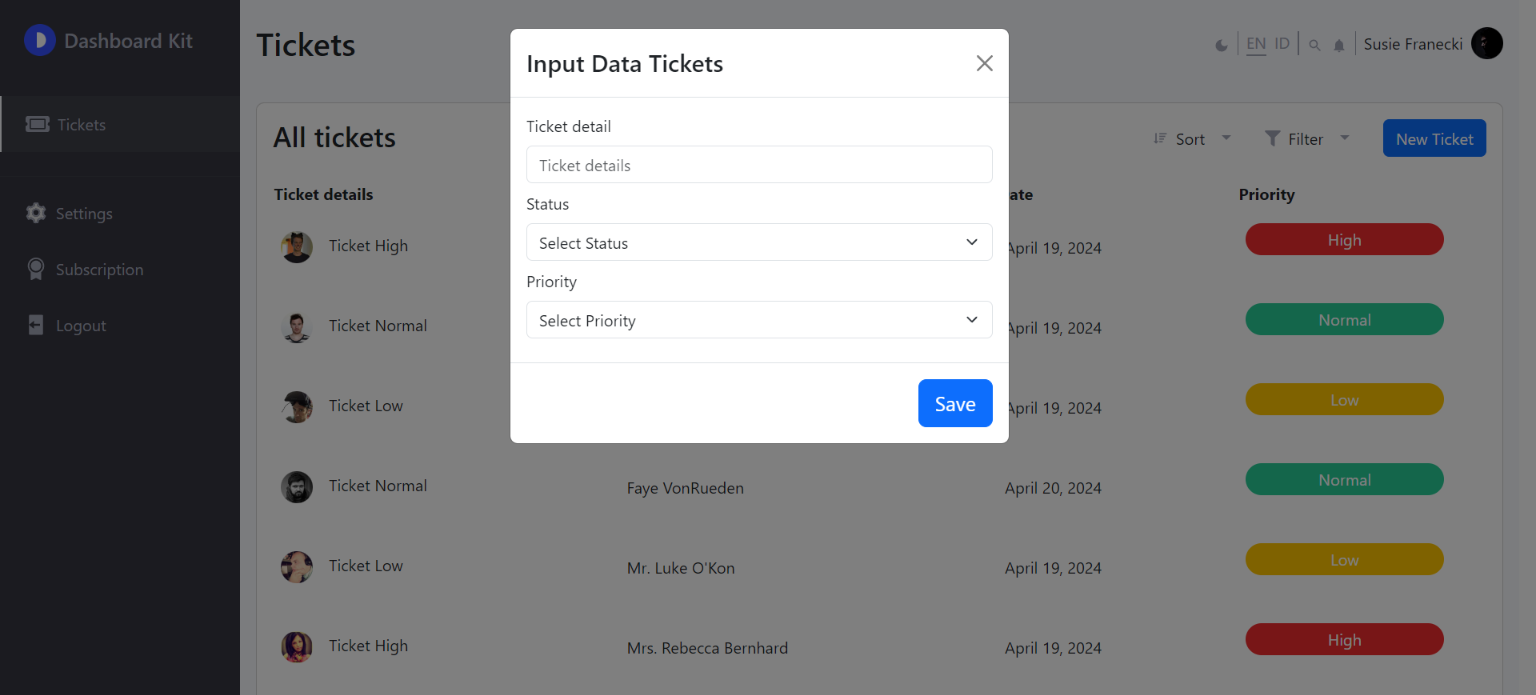 Dashboard Kit
Tickets
Settings
Subscription
Logout
Tickets
EN ID
Susie Franecki
All tickets
Sort
Filter
New Ticket
Ticket details
ate
Priority
Ticket High
April 19, 2024
High
Ticket Normal
April 19, 2024
Normal
Ticket Low
April 19, 2024
Low
Ticket Normal
Faye VonRueden
April 20, 2024
Normal
Ticket Low
Mr. Luke O'Kon
April 19, 2024
Low
Ticket High
Mrs. Rebecca Bernhard
April 19, 2024
High
Input Data Tickets
Ticket detail
Ticket details
Status
Select Status
Priority
Select Priority
Save